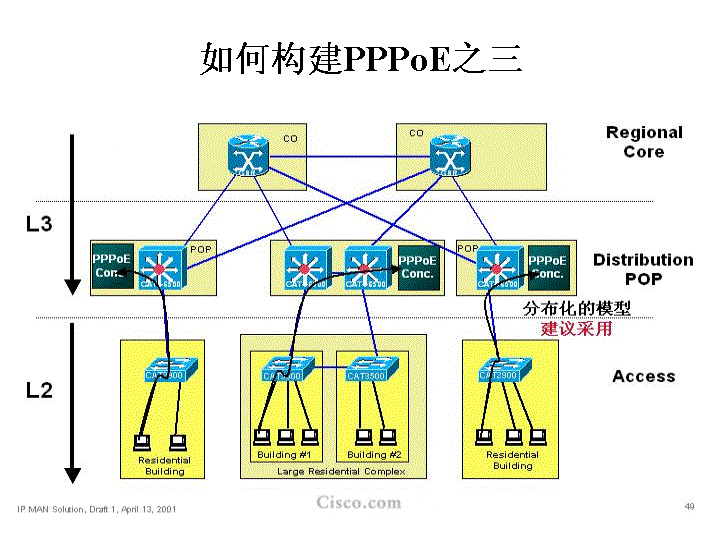 如何构建PPPoE之三
CO
CO
Regional
Core
L3
POP
POP
PPPoE
Conc.
PPPoE
Conc.
PPPoE
Conc.
Distribution
POP
分布化的模型
建议采用
L2
CAT3500
CAT2900
Access
Residential
Building
Building #1
Building #2
Large Residential Complex
Residential
Building
IP MAN Solution, Draft 1, April 13, 2001
Cisco.com
49